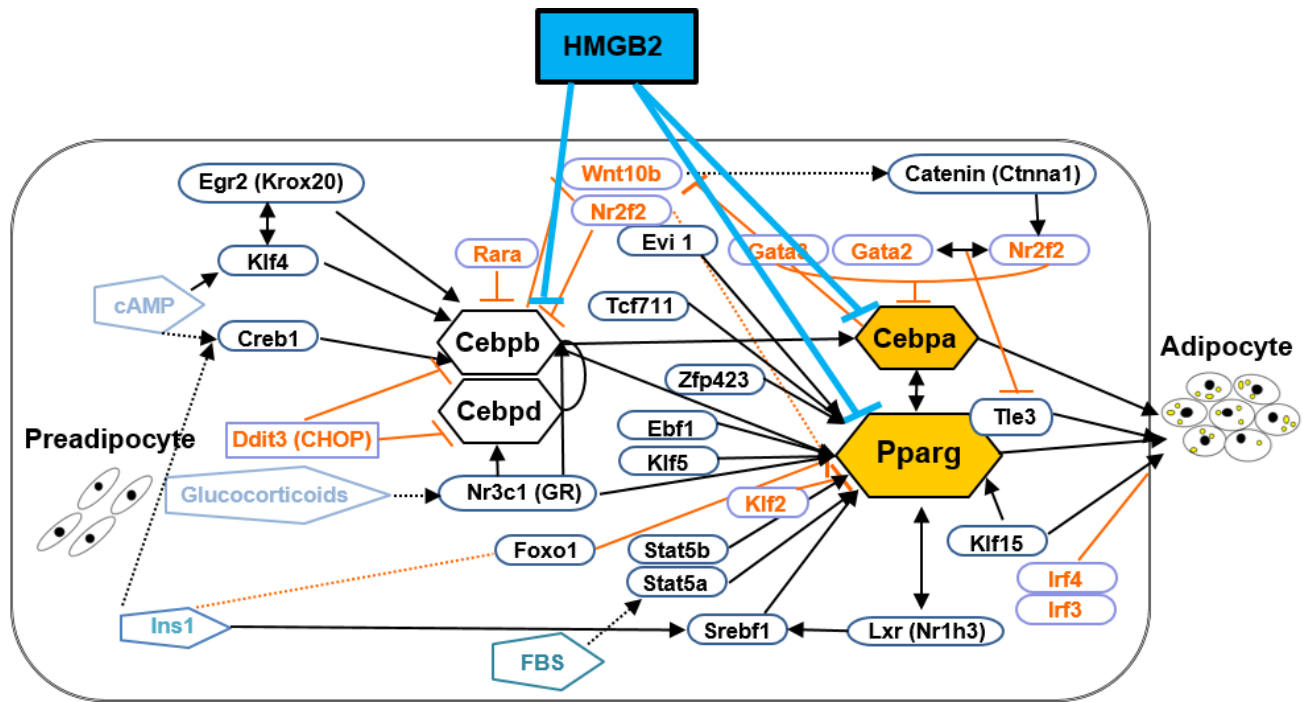 HMGB2
Egr2 (Krox20)
Wnt10b
Catenin (Ctnna1)
Nr2f2
Klf4
Rara
Evi 1
Gata3
Gata2
Nr2f2
cAMP
Tcf711
Creb1
Cebpb
Cebpa
Adipocyte
Zfp423
Cebpd
Tle3
Preadipocyte
Ddit3 (CHOP)
Ebf1
Pparg
Klf5
Glucocorticoids
Nr3c1 (GR)
Klf2
Foxo1
Stat5b
Klf15
Stat5a
Irf4
Irf3
Ins1
Srebf1
Lxr (Nr1h3)
FBS